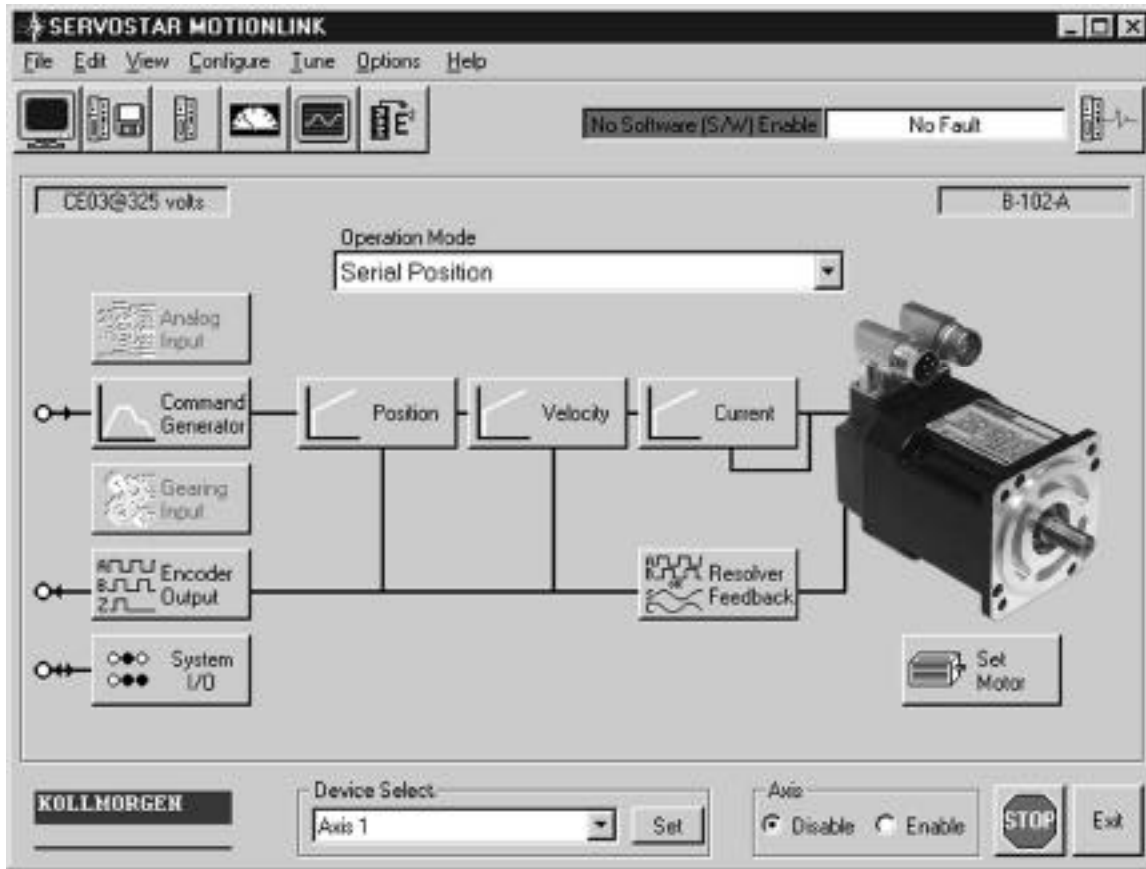 SERVOSTAR MOTIONLINK
File Edit View Configure Tune Options Help
E
No Software (S/W) Enable
No Fault
CE03@325 volts
B-102-A
Operation Mode
Serial Position
Analog
Input
Command
Generator
Position
Velocity
Current
Gearing
Input
A
B
Z
Encoder
Output
Resolver
Feedback
System
I/O
Set
Motor
KOLLMORGEN
Device Select
Axis 1
Set
Axis
Disable
Enable
STOP
Exit